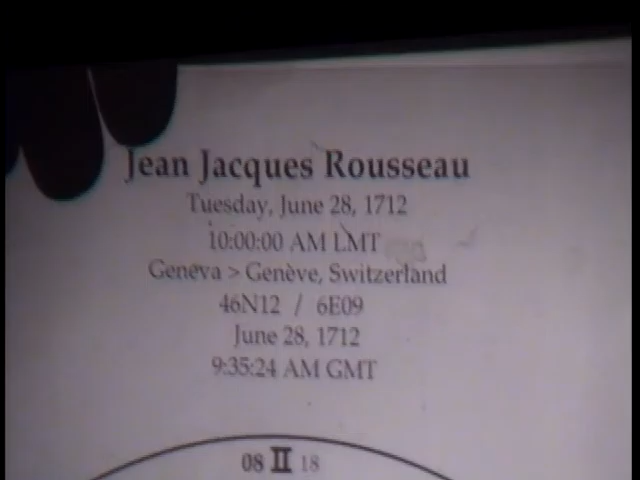 Jean Jacques Rousseau
Tuesday, June 28, 1712
10:00:00 AM LMT
Geneva > Genève, Switzerland
46N12 / 6E09
June 28, 1712
9:35:24 AM GMT
08 ♊ 18